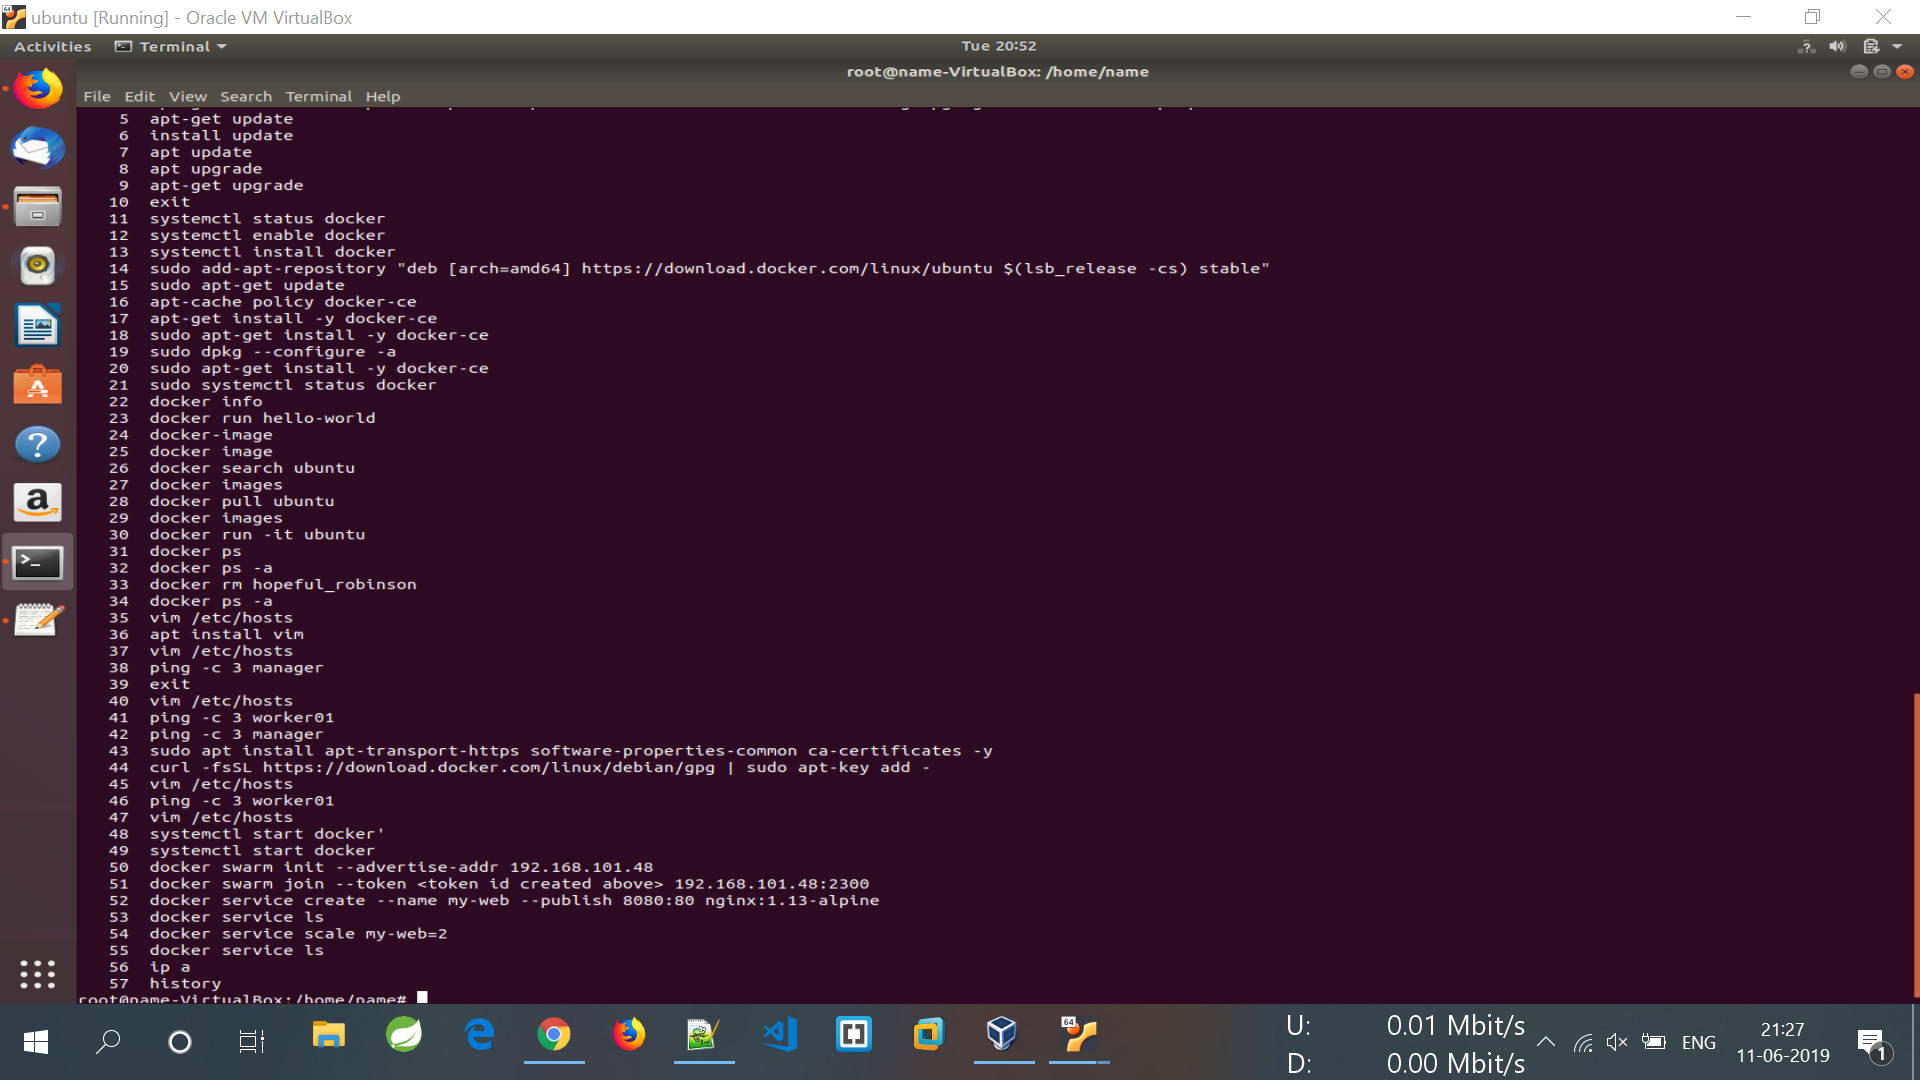 ubuntu [Running] - Oracle VM VirtualBox
Activities Terminal Tue 20:52
root@name-VirtualBox: /home/name
File Edit View Search Terminal Help
5 apt-get update
6 install update
7 apt update
8 apt upgrade
9 apt-get upgrade
10 exit
11 systemctl status docker
12 systemctl enable docker
13 systemctl install docker
14 sudo add-apt-repository "deb [arch=amd64] https://download.docker.com/linux/ubuntu $(lsb_release -cs) stable"
15 sudo apt-get update
16 apt-cache policy docker-ce
17 apt-get install -y docker-ce
18 sudo apt-get install -y docker-ce
19 sudo dpkg --configure -a
20 sudo apt-get install -y docker-ce
21 sudo systemctl status docker
22 docker info
23 docker run hello-world
24 docker-image
25 docker image
26 docker search ubuntu
27 docker images
28 docker pull ubuntu
29 docker images
30 docker run -it ubuntu
31 docker ps
32 docker ps -a
33 docker rm hopeful_robinson
34 docker ps -a
35 vim /etc/hosts
36 apt install vim
37 vim /etc/hosts
38 ping -c 3 manager
39 exit
40 vim /etc/hosts
41 ping -c 3 worker01
42 ping -c 3 manager
43 sudo apt install apt-transport-https software-properties-common ca-certificates -y
44 curl -fsSL https://download.docker.com/linux/debian/gpg | sudo apt-key add -
45 vim /etc/hosts
46 ping -c 3 worker01
47 vim /etc/hosts
48 systemctl start docker'
49 systemctl start docker
50 docker swarm init --advertise-addr 192.168.101.48
51 docker swarm join --token <token id created above> 192.168.101.48:2300
52 docker service create --name my-web --publish 8080:80 nginx:1.13-alpine
53 docker service ls
54 docker service scale my-web=2
55 docker service ls
56 ip a
57 history
root@name-VirtualBox:/home/name#
U: 0.01 Mbit/s
D: 0.00 Mbit/s
ENG
21:27
11-06-2019
1